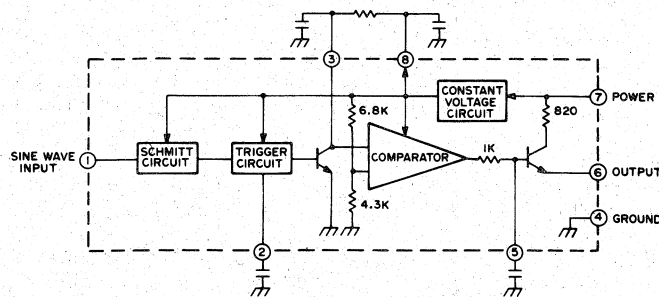 3
8
CONSTANT
VOLTAGE
CIRCUIT
7 POWER
6.8K
820
SINE WAVE
INPUT
1
SCHMITT
CIRCUIT
TRIGGER
CIRCUIT
COMPARATOR
1K
6 OUTPUT
4.3K
4 GROUND
2
5